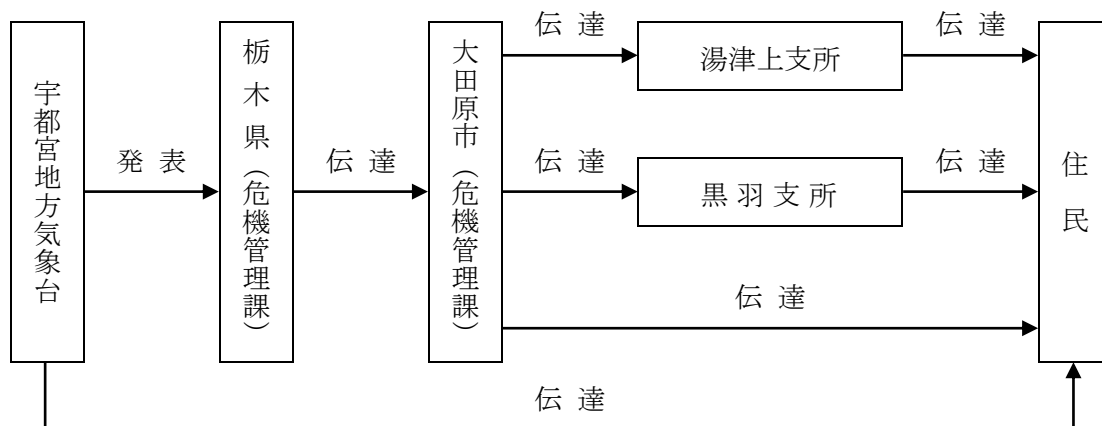 宇都宮地方気象台
発表
栃木県(危機管理課)
伝達
大田原市(危機管理課)
伝達
湯津上支所
伝達
伝達
黒羽支所
伝達
伝達
住民
伝達